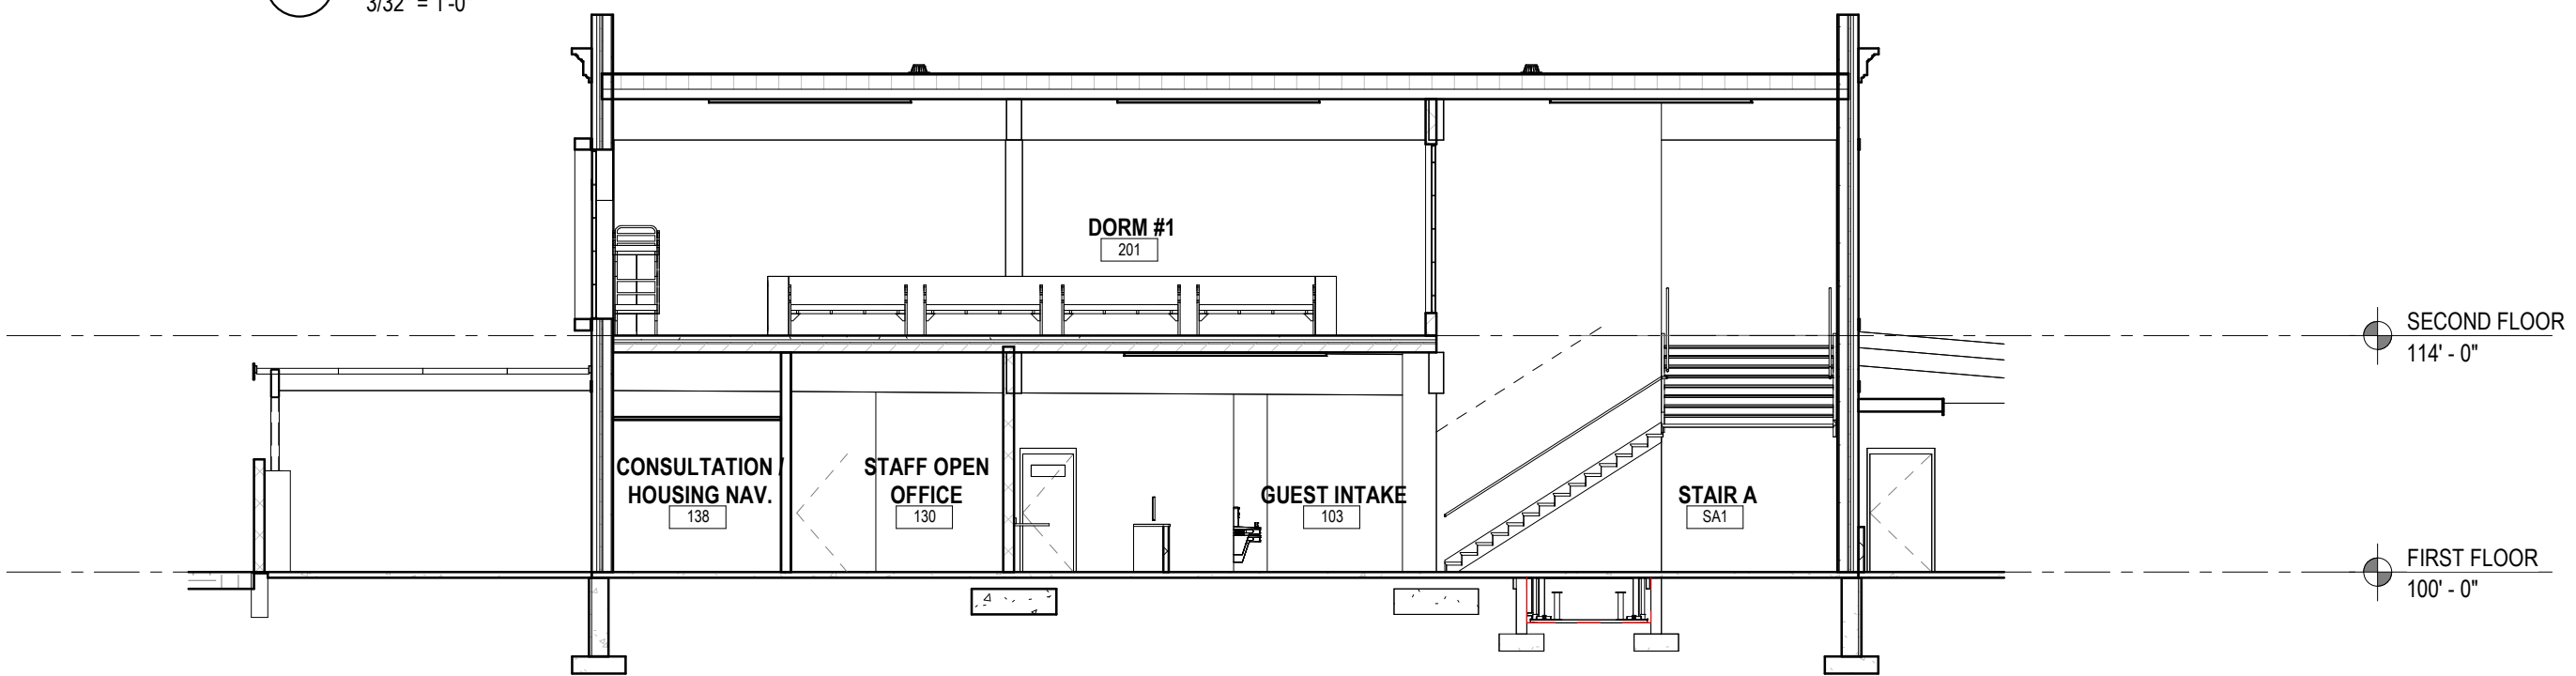 3/32" = 1'-0"
DORM #1
201
SECOND FLOOR
114' - 0"
CONSULTATION /
HOUSING NAV.
138
STAFF OPEN
OFFICE
130
GUEST INTAKE
103
STAIR A
SA1
FIRST FLOOR
100' - 0"